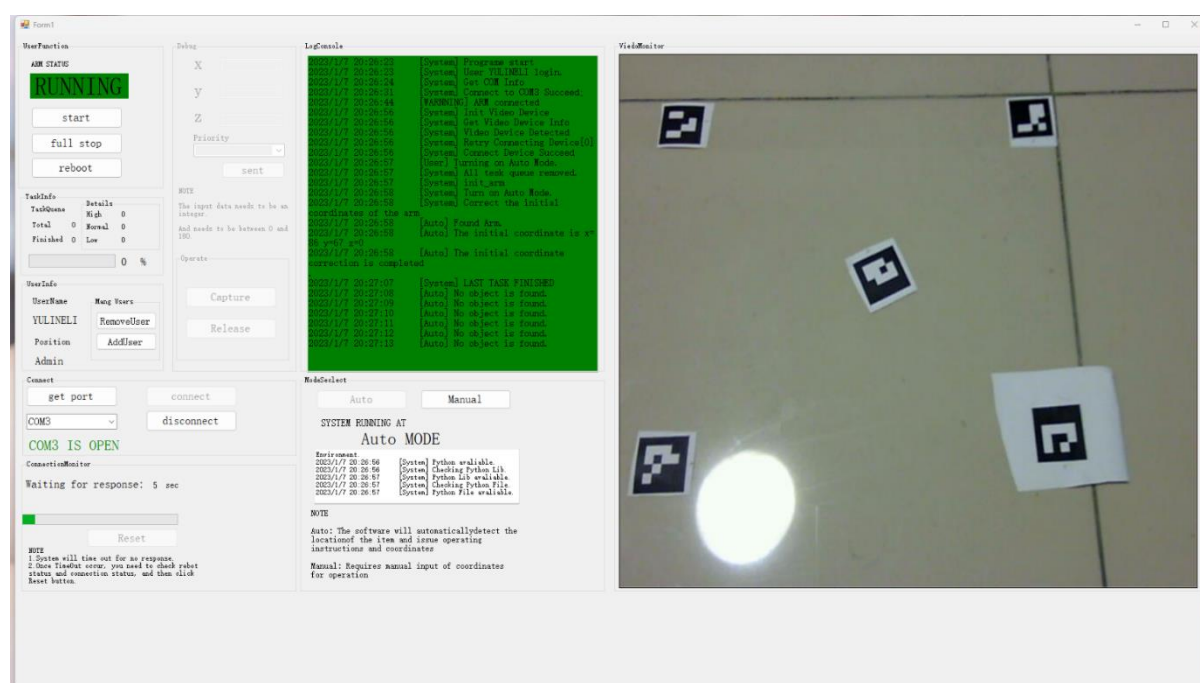 Form1
UserFunction
ARM STATUS
RUNNING
start
full stop
reboot
TaskInfo
TaskQueue
Details
High 0
Total 0
Normal 0
Finished 0
Low 0
0 %
UserInfo
UserName
Mang Users
YULINELI
RemoveUser
Position
AddUser
Admin
Connect
get port
connect
COM3
disconnect
COM3 IS OPEN
ConnectionMonitor
Waiting for response: 5 sec
Reset
NOTE
1.System will time out for no response.
2.Once TimeOut occur, you need to check robot
status and connection status, and then click
Reset button.
Debug
X
y
Z
Priority
sent
NOTE
The input data needs to be an
integer.
And needs to be between 0 and
180
Operate
Capture
Release
LogConsole
2023/1/7 20:26:23 [System] Programe start
2023/1/7 20:26:23 [System] User YULINELI login.
2023/1/7 20:26:24 [System] Get COM Info
2023/1/7 20:26:31 [System] Connect to COM3 Succeed;
2023/1/7 20:26:44 [WARNNING] ARM connected
2023/1/7 20:26:56 [System] Init Video Device
2023/1/7 20:26:56 [System] Get Video Device Info
2023/1/7 20:26:56 [System] Video Device Detected
2023/1/7 20:26:56 [System] Retry Connecting Device[0]
2023/1/7 20:26:56 [System] Connect Device Succeed
2023/1/7 20:26:57 [User] Turning on Auto Mode.
2023/1/7 20:26:57 [System] All task queue removed.
2023/1/7 20:26:57 [System] init_arm
2023/1/7 20:26:58 [System] Turn on Auto Mode.
2023/1/7 20:26:58 [System] Correct the initial
coordinates of the arm
2023/1/7 20:26:58 [Auto] Found Arm.
2023/1/7 20:26:58 [Auto] The initial coordinate is x=
86 y=67 z=0
2023/1/7 20:26:58 [Auto] The initial coordinate
correction is completed
2023/1/7 20:27:07 [System] LAST TASK FINISHED
2023/1/7 20:27:08 [Auto] No object is found.
2023/1/7 20:27:09 [Auto] No object is found.
2023/1/7 20:27:10 [Auto] No object is found.
2023/1/7 20:27:11 [Auto] No object is found.
2023/1/7 20:27:12 [Auto] No object is found.
2023/1/7 20:27:13 [Auto] No object is found.
ModeSeclect
Auto
Manual
SYSTEM RUNNING AT
Auto MODE
Environment
2023/1/7 20:26:56 [System] Python avaliable.
2023/1/7 20:26:56 [System] Checking Python Lib.
2023/1/7 20:26:57 [System] Python Lib avaliable.
2023/1/7 20:26:57 [System] Checking Python File.
2023/1/7 20:26:57 [System] Python File avaliable.
NOTE
Auto: The software will automaticallydetect the
locationof the item and issue operating
instructions and coordinates
Manual: Requires manual input of coordinates
for operation
ViedoMonitor